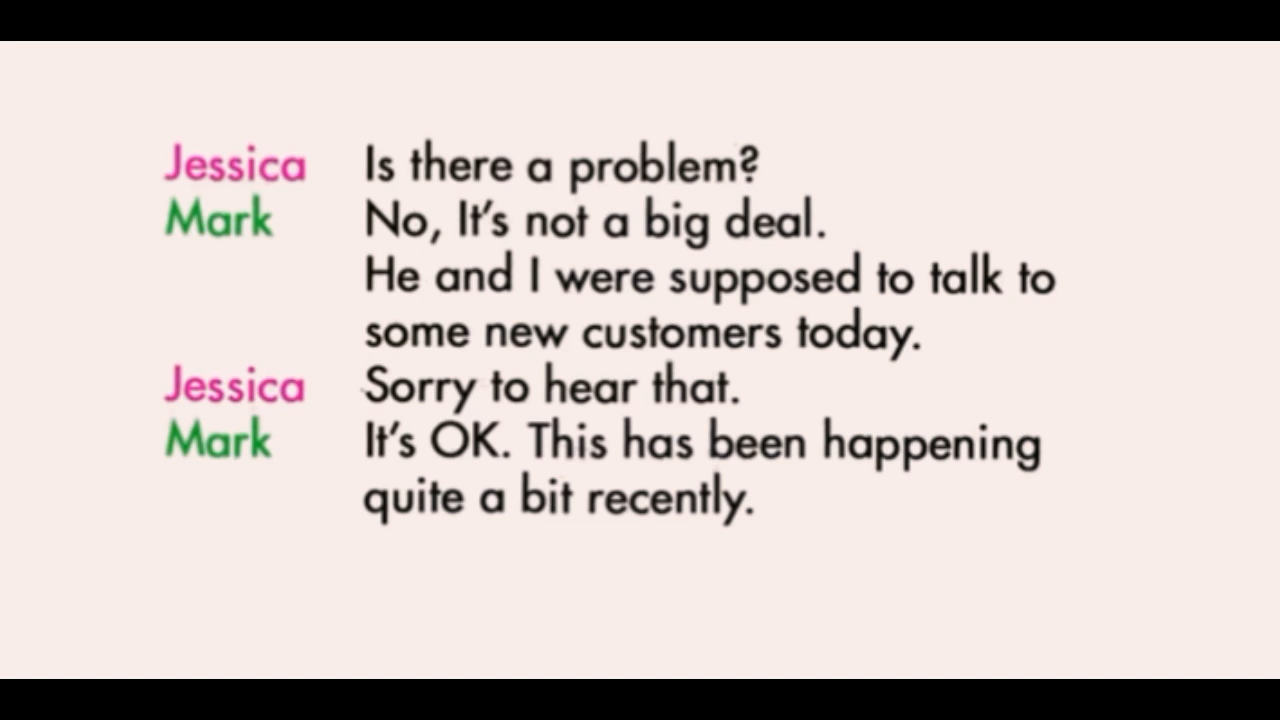 Jessica Is there a problem?
Mark No, It's not a big deal.
He and I were supposed to talk to
some new customers today.
Jessica Sorry to hear that.
Mark It's OK. This has been happening
quite a bit recently.